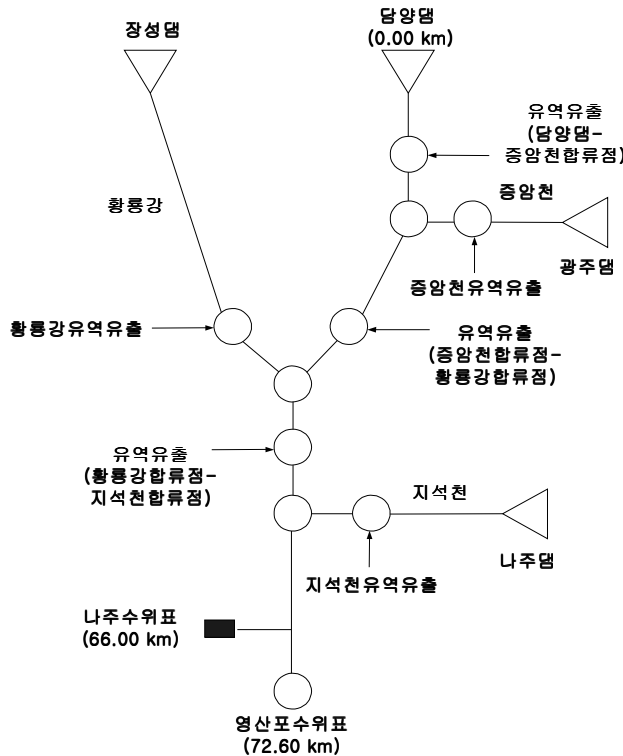 담양댐
(0.00 km)
장성댐
유역유출
(담양댐-
증암천합류점)
증암천
황룡강
광주댐
증암천유역유출
황룡강유역유출
유역유출
(증암천합류점-
황룡강합류점)
유역유출
(황룡강합류점-
지석천합류점)
지석천
나주댐
지석천유역유출
나주수위표
(66.00 km)
영산포수위표
(72.60 km)